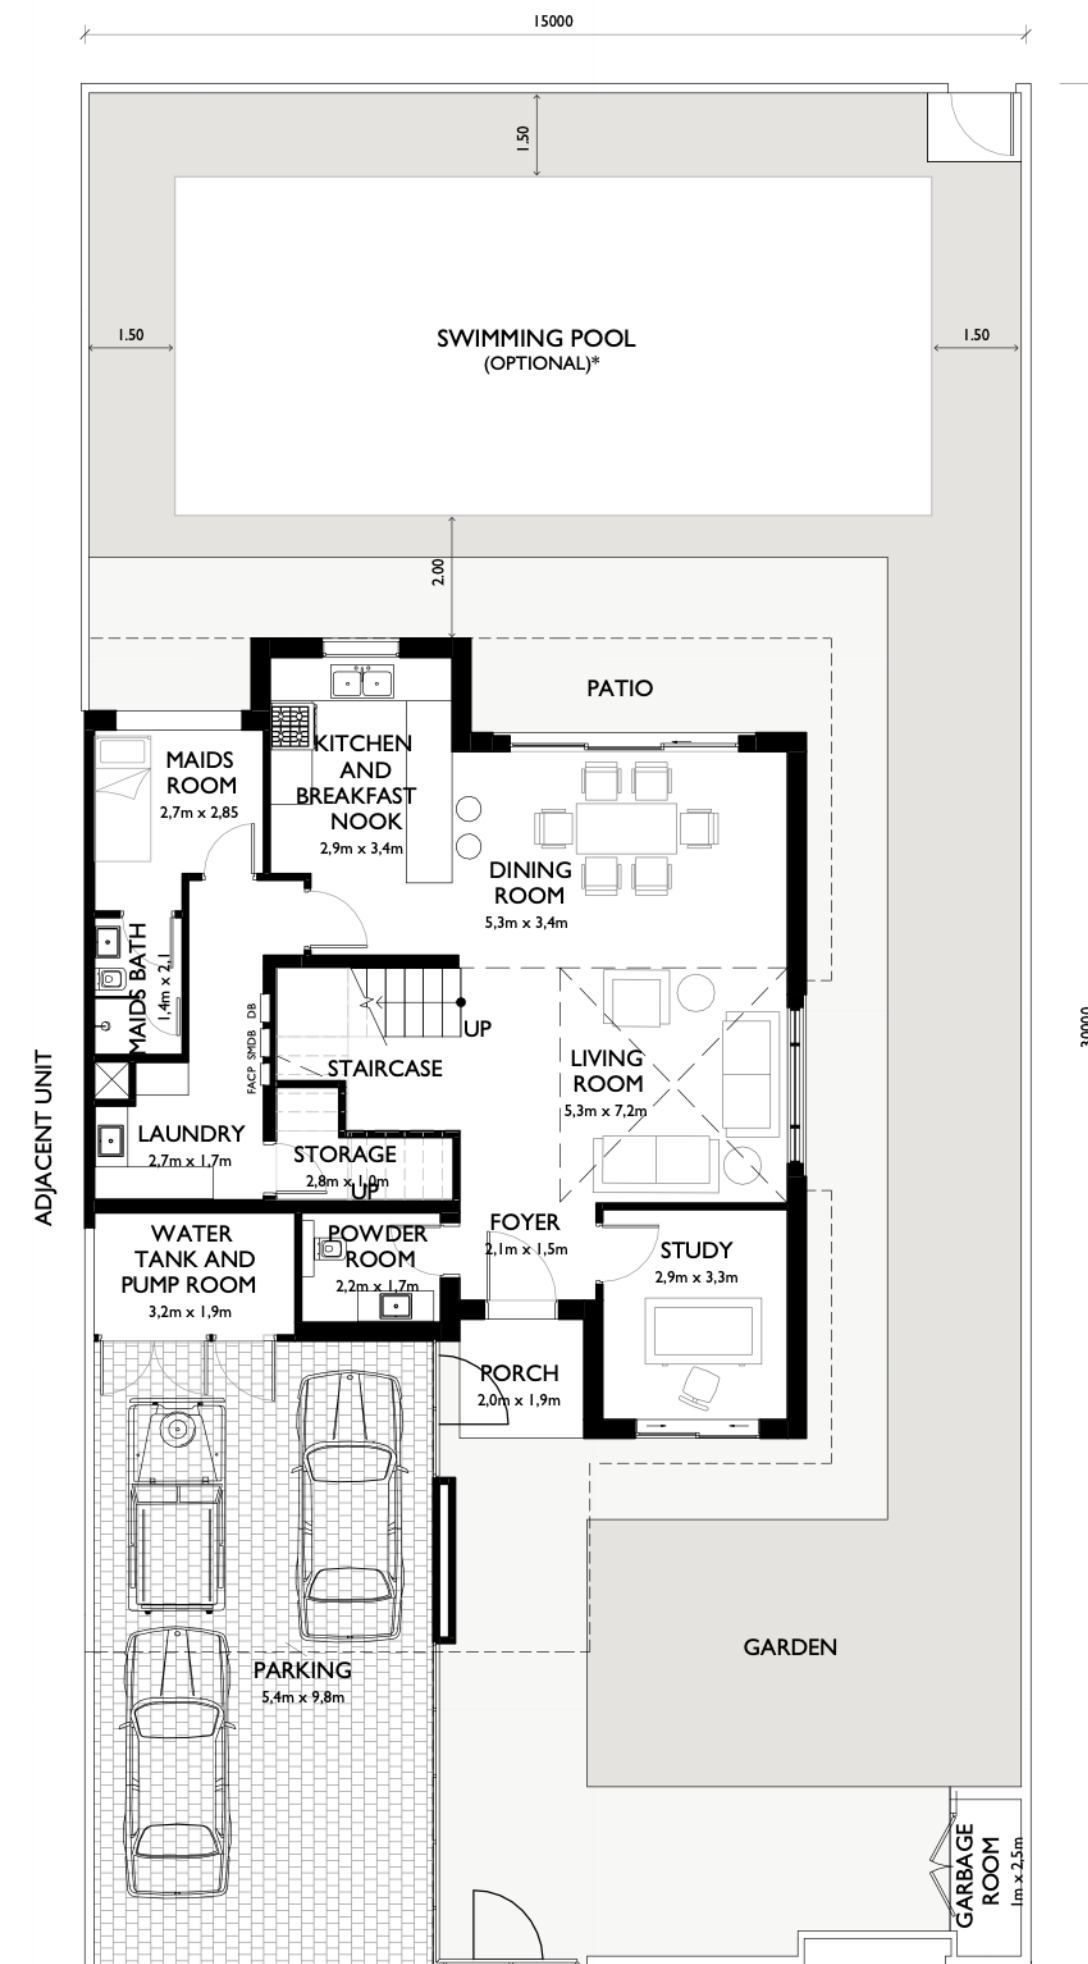 15000
1.50
1.50
SWIMMING POOL
(OPTIONAL)*
1.50
2.00
PATIO
MAIDS
ROOM
2,7m x 2,85
KITCHEN
AND
BREAKFAST
NOOK
2,9m x 3,4m
DINING
ROOM
5,3m x 3,4m
MAIDS BATH
1,4m x 2,1
DB
SMDB
FACP
UP
STAIRCASE
LIVING
ROOM
5,3m x 7,2m
30000
ADJACENT UNIT
LAUNDRY
2,7m x 1,7m
STORAGE
2,8m x 1,0m
UP
WATER
TANK AND
PUMP ROOM
3,2m x 1,9m
POWDER
ROOM
2,2m x 1,7m
FOYER
2,1m x 1,5m
STUDY
2,9m x 3,3m
PORCH
2,0m x 1,9m
PARKING
5,4m x 9,8m
GARDEN
GARBAGE
ROOM
1m x 2,5m